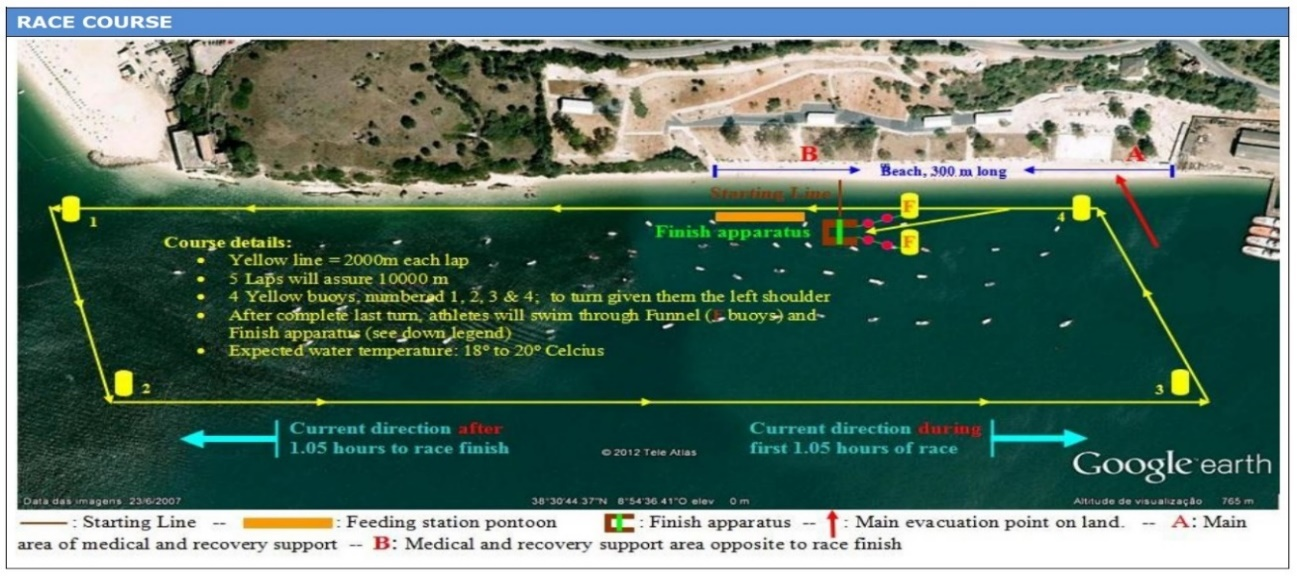 RACE COURSE
B
A
Beach, 300 m long
Starting Line
F
1
4
Finish apparatus
F
Course details:
• Yellow line = 2000m each lap
• 5 Laps will assure 10000 m
• 4 Yellow buoys, numbered 1, 2, 3 & 4; to turn given them the left shoulder
• After complete last turn, athletes will swim through Funnel (F buoys) and
Finish apparatus (see down legend)
• Expected water temperature: 18º to 20º Celcius
2
3
Current direction after
1.05 hours to race finish
Current direction during
first 1.05 hours of race
© 2012 Tele Atlas
Google earth
Data das imagens 23/6/2007
38°30'44.37"N 8°54'36.41"O elev 0 m
Altitude de visualização 765 m
: Starting Line -- : Feeding station pontoon : Finish apparatus -- : Main evacuation point on land. -- A: Main
area of medical and recovery support -- B: Medical and recovery support area opposite to race finish